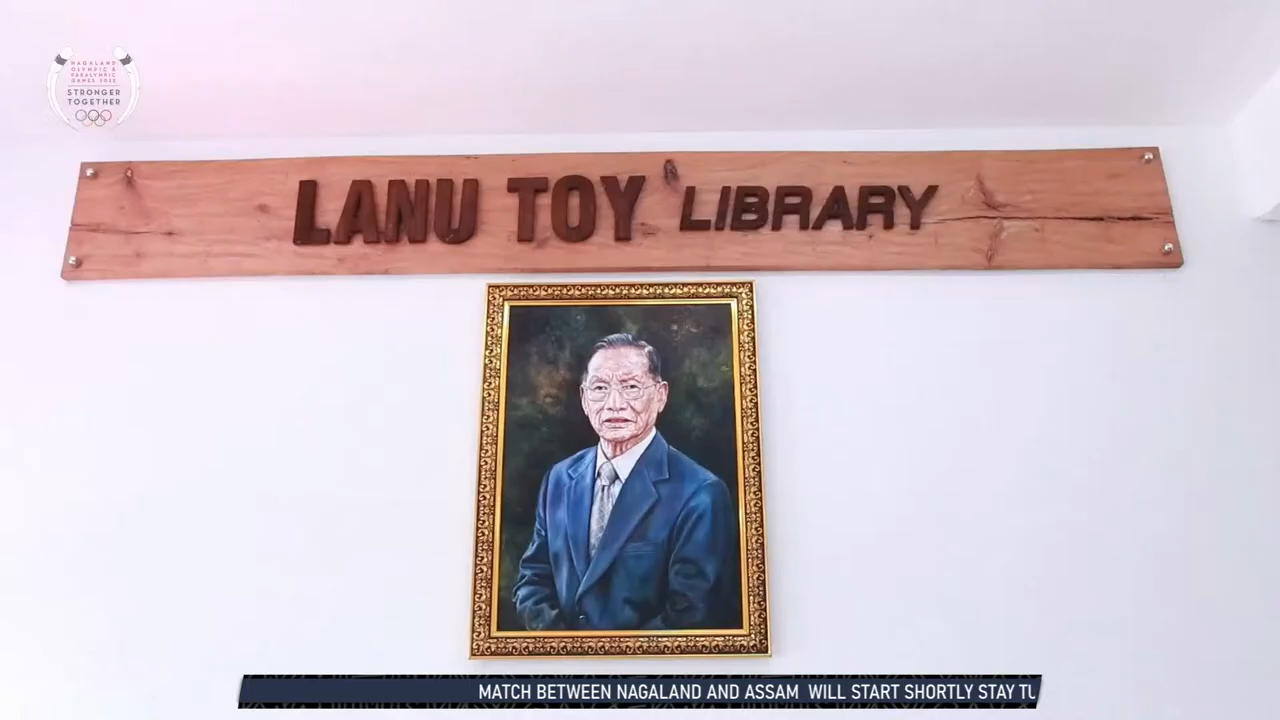 NAGALAND
OLYMPIC &
PARALYMPIC
GAMES 2022
STRONGER
TOGETHER
LANU TOY LIBRARY
MATCH BETWEEN NAGALAND AND ASSAM WILL START SHORTLY STAY TU